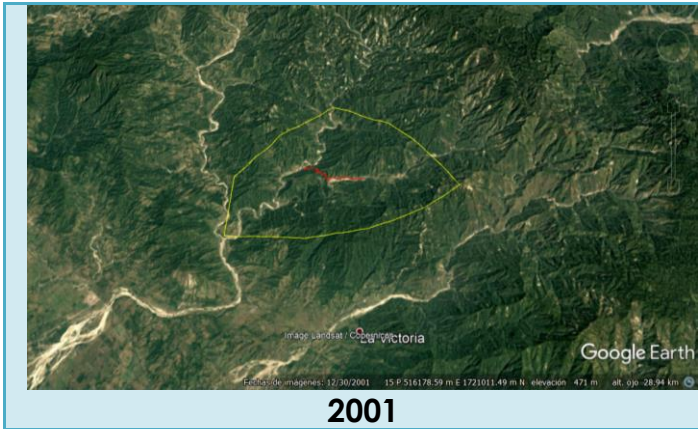 Image Landsat / Copernicus
La Victoria
Google Earth
Fechas de imágenes: 12/30/2001 15 P 516178.59 m E 1721011.49 m N elevación 471 m alt. ojo 28.94 km
2001